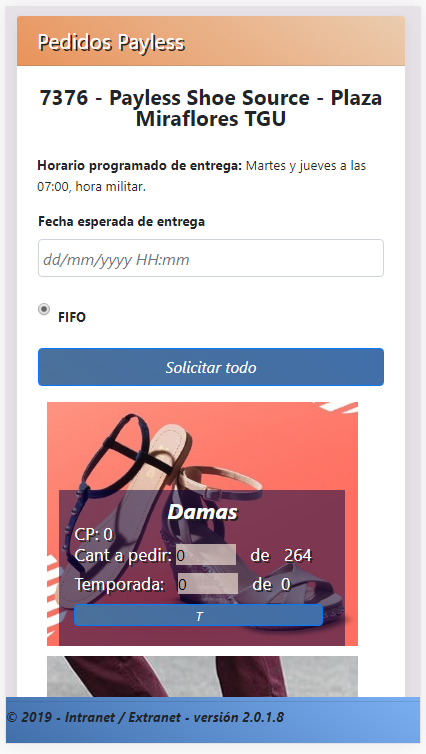 Pedidos Payless
7376 - Payless Shoe Source - Plaza
Miraflores TGU
Horario programado de entrega: Martes y jueves a las
07:00, hora militar.
Fecha esperada de entrega
dd/mm/yyyy HH:mm
FIFO
Solicitar todo
Damas
CP: 0
Cant a pedir: 0 de 264
Temporada: 0 de 0
T
© 2019 - Intranet / Extranet - versión 2.0.1.8